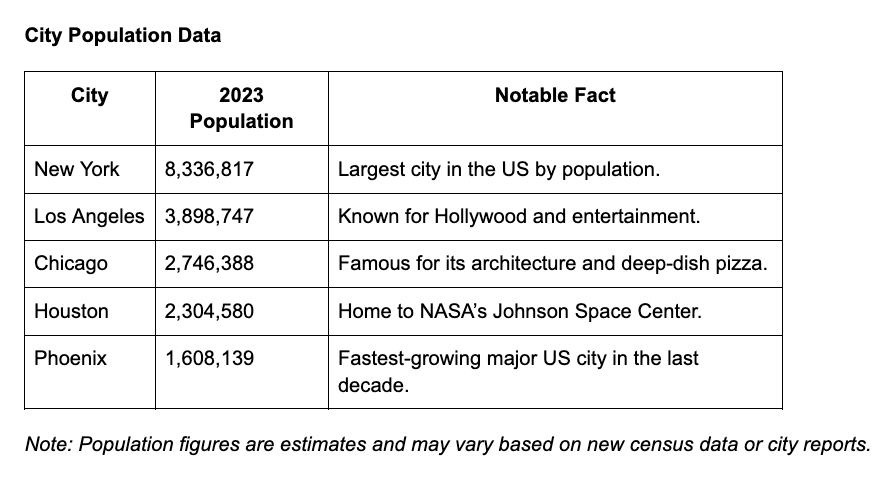 City Population Data
City
2023
Population
Notable Fact
New York
8,336,817
Largest city in the US by population.
Los Angeles
3,898,747
Known for Hollywood and entertainment.
Chicago
2,746,388
Famous for its architecture and deep-dish pizza.
Houston
2,304,580
Home to NASA’s Johnson Space Center.
Phoenix
1,608,139
Fastest-growing major US city in the last
decade.
Note: Population figures are estimates and may vary based on new census data or city reports.